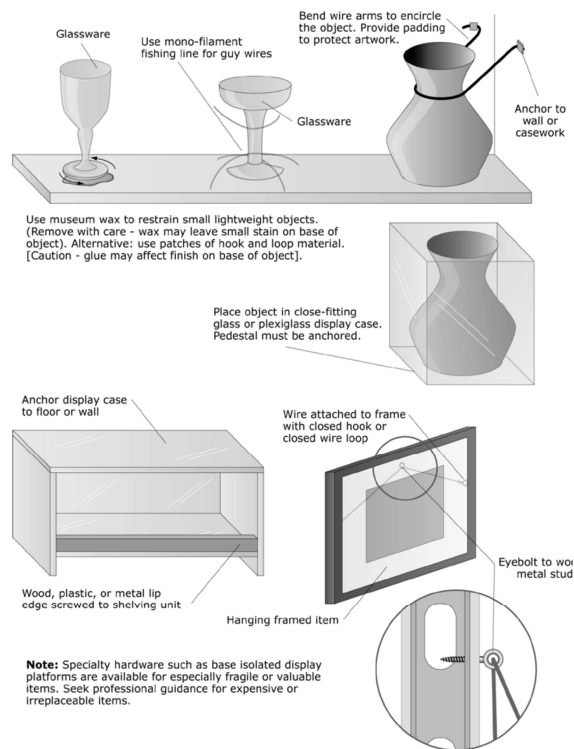 Bend wire arms to encircle
the object. Provide padding
to protect artwork.
Glassware
Use mono-filament
fishing line for guy wires
Glassware
Anchor to
wall or
casework
Use museum wax to restrain small lightweight objects.
(Remove with care - wax may leave small stain on base of
object). Alternative: use patches of hook and loop material.
[Caution - glue may affect finish on base of object].
Place object in close-fitting
glass or plexiglass display case.
Pedestal must be anchored.
Anchor display case
to floor or wall
Wire attached to frame
with closed hook or
closed wire loop
Eyebolt to
metal stud
Wood, plastic, or metal lip
edge screwed to shelving unit
Hanging framed item
Note: Specialty hardware such as base isolated display
platforms are available for especially fragile or valuable
items. Seek professional guidance for expensive or
irreplaceable items.